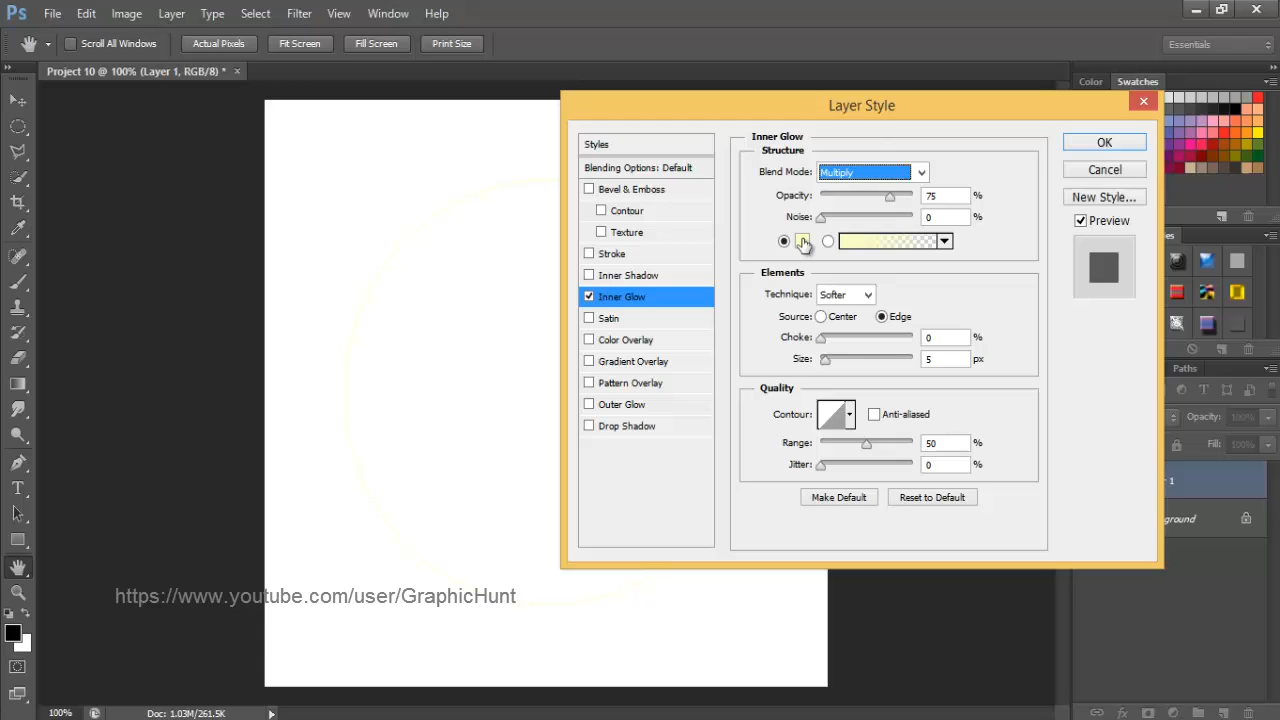 Ps File Edit Image Layer Type Select Filter View Window Help
Scroll All Windows Actual Pixels Fit Screen Fill Screen Print Size Essentials
Project 10 @ 100% (Layer 1, RGB/8) * ×
Color Swatches
Layer Style
Styles
Blending Options: Default
Bevel & Emboss
Contour
Texture
Stroke
Inner Shadow
Inner Glow
Satin
Color Overlay
Gradient Overlay
Pattern Overlay
Outer Glow
Drop Shadow
Inner Glow
Structure
Blend Mode: Multiply
Opacity: 75 %
Noise: 0 %
Elements
Technique: Softer
Source: Center Edge
Choke: 0 %
Size: 5 px
Quality
Contour: Anti-aliased
Range: 50 %
Jitter: 0 %
Make Default Reset to Default
OK
Cancel
New Style...
Preview
Paths
Opacity: 100%
Fill: 100%
1
https://www.youtube.com/user/GraphicHunt
100% Doc: 1.03M/261.5K